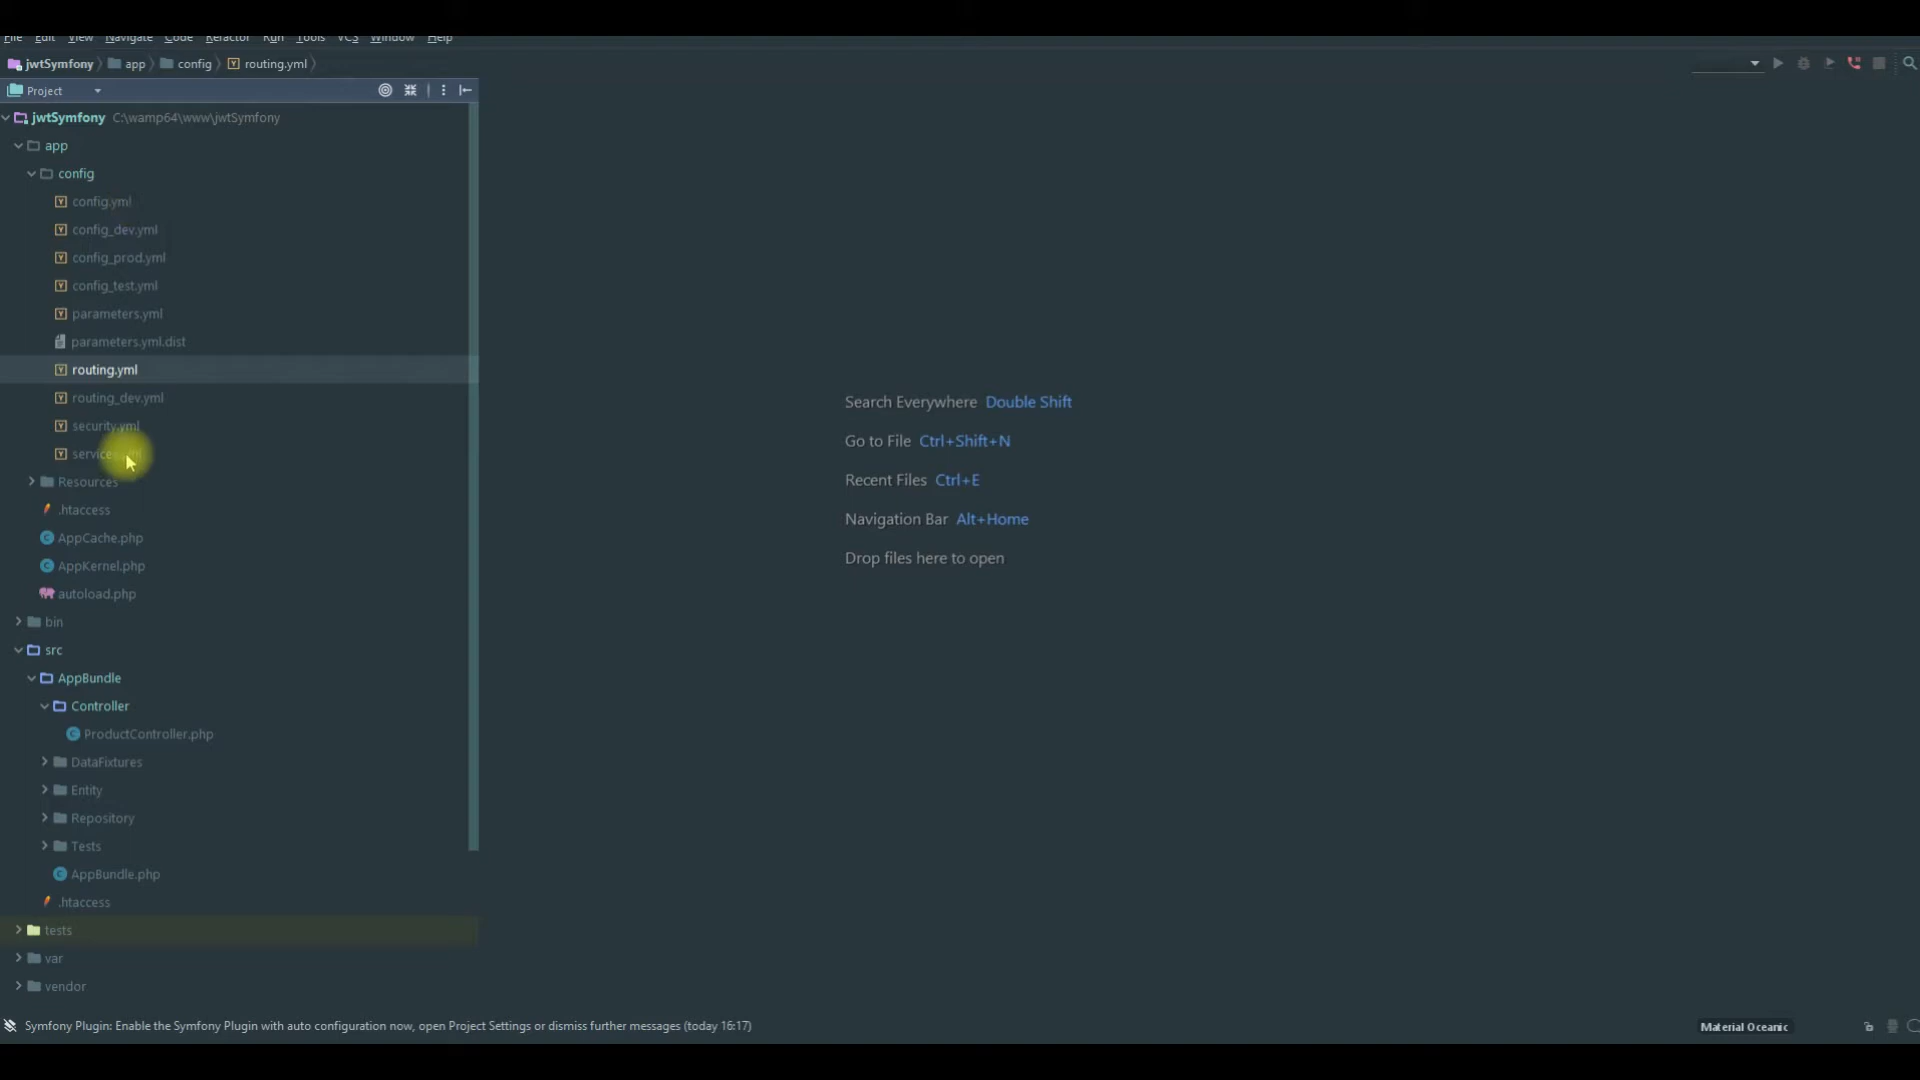 File Edit View Navigate Code Refactor Run Tools VCS Window Help
jwtSymfony app config routing.yml
Project
jwtSymfony C:\wamp64\www\jwtSymfony
app
config
config.yml
config_dev.yml
config_prod.yml
config_test.yml
parameters.yml
parameters.yml.dist
routing.yml
routing_dev.yml
security.yml
Resources
.htaccess
AppCache.php
AppKernel.php
autoload.php
bin
src
AppBundle
Controller
ProductController.php
DataFixtures
Entity
Repository
Tests
AppBundle.php
.htaccess
tests
var
vendor
Search Everywhere Double Shift
Go to File Ctrl+Shift+N
Recent Files Ctrl+E
Navigation Bar Alt+Home
Drop files here to open
Symfony Plugin: Enable the Symfony Plugin with auto configuration now, open Project Settings or dismiss further messages (today 16:17)
Material Oceanic